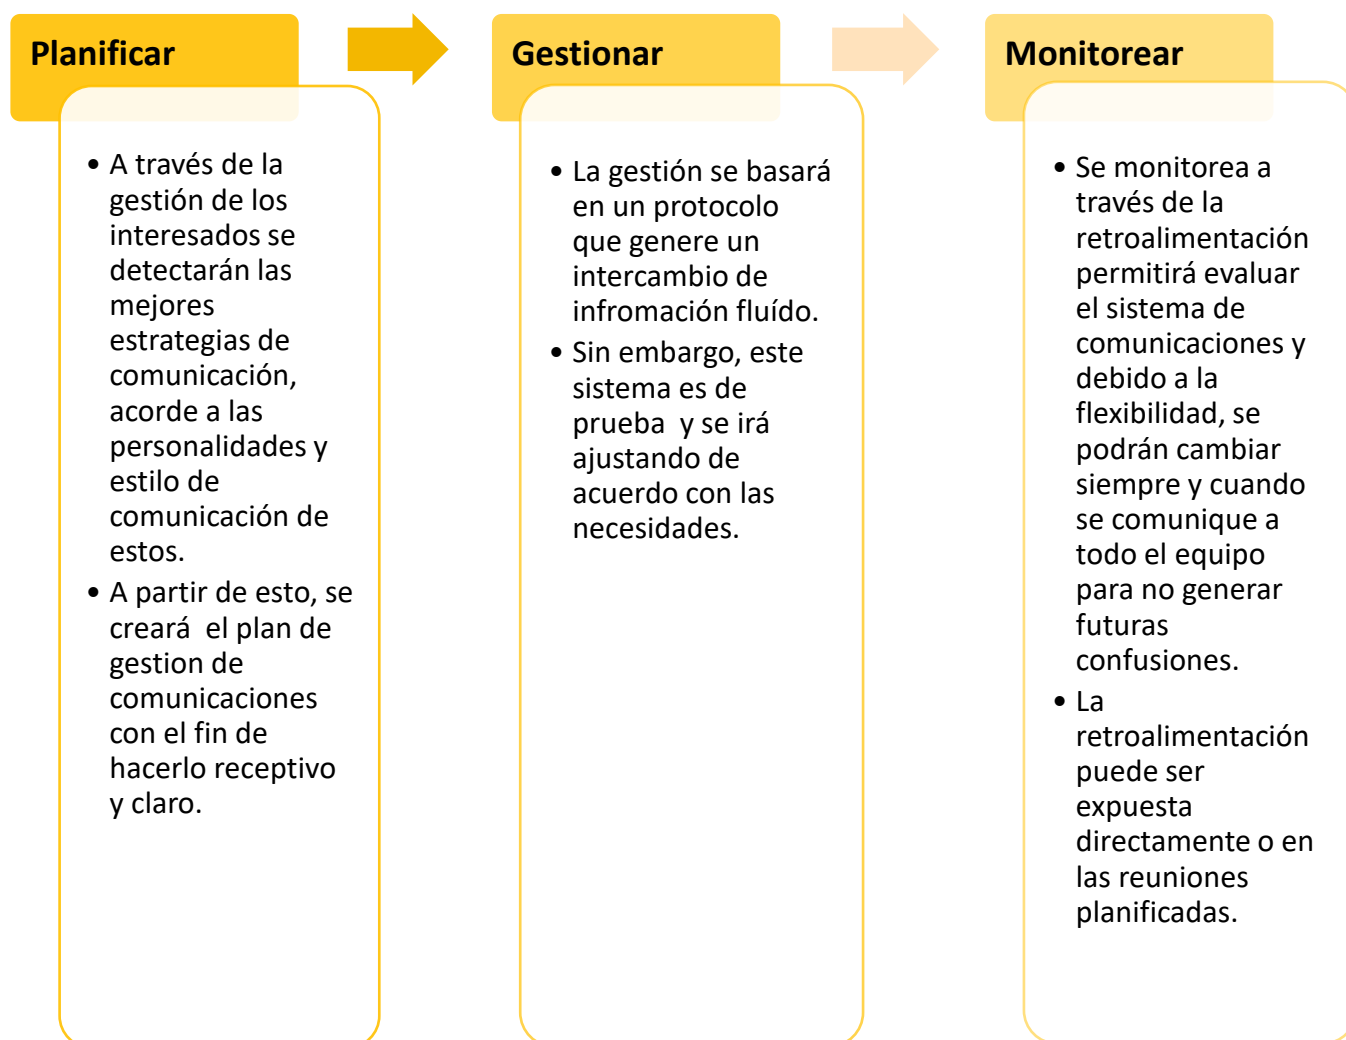 Planificar
• A través de la
gestión de los
interesados se
detectarán las
mejores
estrategias de
comunicación,
acorde a las
personalidades y
estilo de
comunicación de
estos.
• A partir de esto, se
creará  el plan de
gestion de
comunicaciones
con el fin de
hacerlo receptivo
y claro.
Gestionar
• La gestión se basará
en un protocolo
que genere un
intercambio de
infromación fluído.
• Sin embargo, este
sistema es de
prueba  y se irá
ajustando de
acuerdo con las
necesidades.
Monitorear
• Se monitorea a
través de la
retroalimentación
permitirá evaluar
el sistema de
comunicaciones y
debido a la
flexibilidad, se
podrán cambiar
siempre y cuando
se comunique a
todo el equipo
para no generar
futuras
confusiones.
• La
retroalimentación
puede ser
expuesta
directamente o en
las reuniones
planificadas.